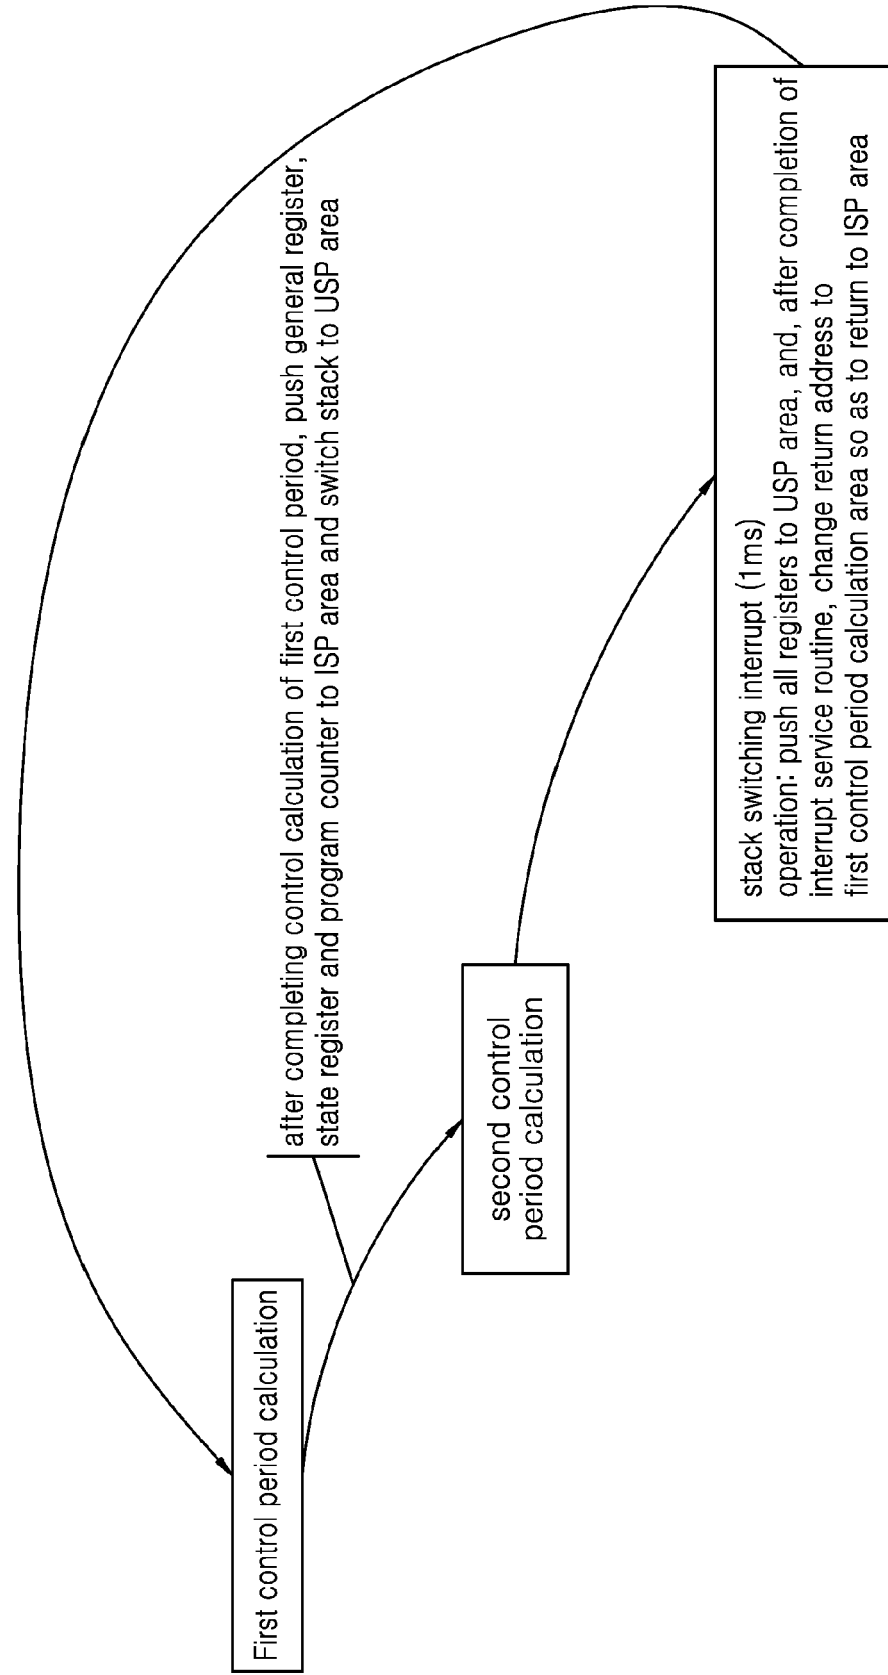 First control period calculation
after completing control calculation of first control period, push general register,
state register and program counter to ISP area and switch stack to USP area
second control
period calculation
stack switching interrupt (1ms)
operation: push all registers to USP area, and, after completion of
interrupt service routine, change return address to
first control period calculation area so as to return to ISP area